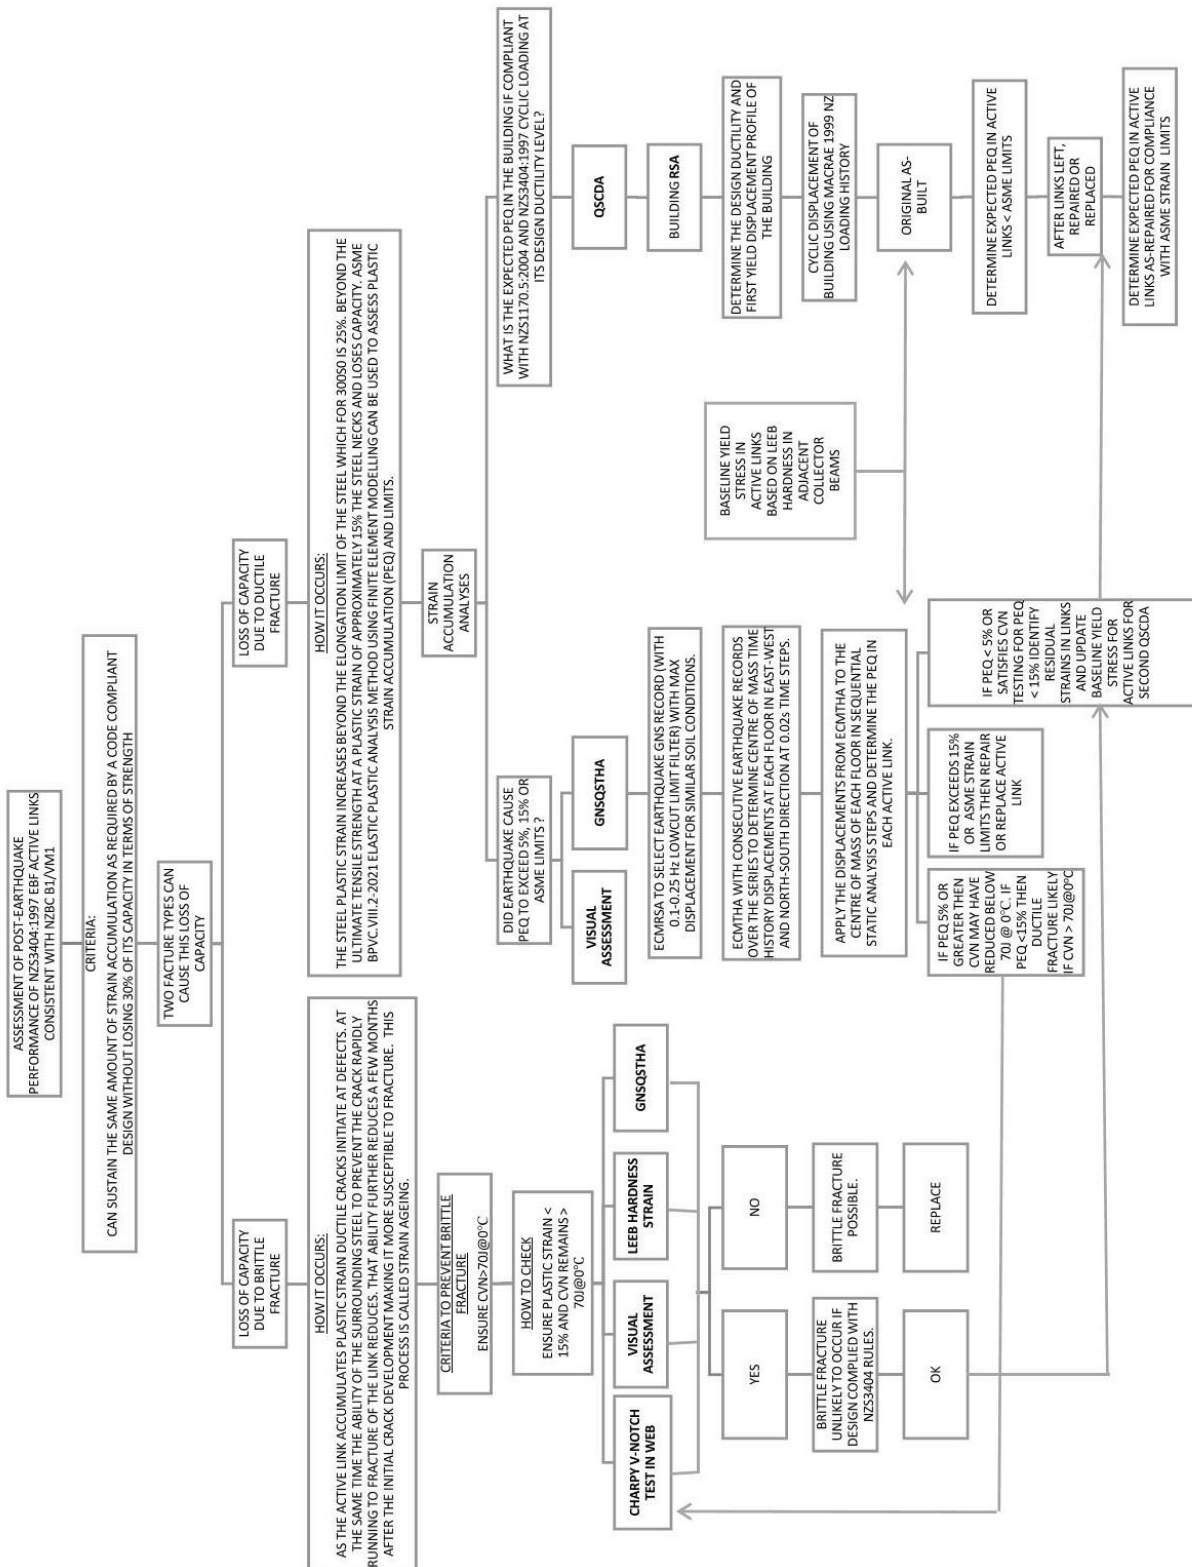 ASSESSMENT OF POST-EARTHQUAKE
PERFORMANCE OF NZS3404:1997 EBF ACTIVE LINKS
CONSISTENT WITH NZBC B1/VM1
CRITERIA:
CAN SUSTAIN THE SAME AMOUNT OF STRAIN ACCUMULATION AS REQUIRED BY A CODE COMPLIANT
DESIGN WITHOUT LOSING 30% OF ITS CAPACITY IN TERMS OF STRENGTH
TWO FACTURE TYPES CAN
CAUSE THIS LOSS OF
CAPACITY
LOSS OF CAPACITY
DUE TO BRITTLE
FRACTURE
HOW IT OCCURS:
AS THE ACTIVE LINK ACCUMULATES PLASTIC STRAIN DUCTILE CRACKS INITIATE AT DEFECTS. AT
THE SAME TIME THE ABILITY OF THE SURROUNDING STEEL TO PREVENT THE CRACK RAPIDLY
RUNNING TO FRACTURE OF THE LINK REDUCES. THAT ABILITY FURTHER REDUCES A FEW MONTHS
AFTER THE INITIAL CRACK DEVELOPMENT MAKING IT MORE SUSCEPTIBLE TO FRACTURE. THIS
PROCESS IS CALLED STRAIN AGEING.
CRITERIA TO PREVENT BRITTLE
FRACTURE
ENSURE CVN>70J@0°C
HOW TO CHECK
ENSURE PLASTIC STRAIN <
15% AND CVN REMAINS >
70J@0°C
CHARPY V-NOTCH
TEST IN WEB
VISUAL
ASSESSMENT
LEEB HARDNESS
STRAIN
GNSQSTHA
YES
NO
BRITTLE FRACTURE
UNLIKELY TO OCCUR IF
DESIGN COMPLIED WITH
NZS3404 RULES.
BRITTLE FRACTURE
POSSIBLE.
OK
REPLACE
LOSS OF CAPACITY
DUE TO DUCTILE
FRACTURE
HOW IT OCCURS:
THE STEEL PLASTIC STRAIN INCREASES BEYOND THE ELONGATION LIMIT OF THE STEEL WHICH FOR 300S0 IS 25%. BEYOND THE
ULTIMATE TENSILE STRENGTH AT A PLASTIC STRAIN OF APPROXIMATELY 15% THE STEEL NECKS AND LOSES CAPACITY. ASME
BPVC.VIII.2-2021 ELASTIC PLASTIC ANALYSIS METHOD USING FINITE ELEMENT MODELLING CAN BE USED TO ASSESS PLASTIC
STRAIN ACCUMULATION (PEQ) AND LIMITS.
STRAIN
ACCUMULATION
ANALYSES
DID EARTHQUAKE CAUSE
PEQ TO EXCEED 5%, 15% OR
ASME LIMITS ?
VISUAL
ASSESSMENT
GNSQSTHA
ECMRSA TO SELECT EARTHQUAKE GNS RECORD (WITH
0.1-0.25 Hz LOWCUT LIMIT FILTER) WITH MAX
DISPLACEMENT FOR SIMILAR SOIL CONDITIONS.
ECMTHA WITH CONSECUTIVE EARTHQUAKE RECORDS
OVER THE SERIES TO DETERMINE CENTRE OF MASS TIME
HISTORY DISPLACEMENTS AT EACH FLOOR IN EAST-WEST
AND NORTH-SOUTH DIRECTION AT 0.02s TIME STEPS.
APPLY THE DISPLACEMENTS FROM ECMTHA TO THE
CENTRE OF MASS OF EACH FLOOR IN SEQUENTIAL
STATIC ANALYSIS STEPS AND DETERMINE THE PEQ IN
EACH ACTIVE LINK.
IF PEQ 5% OR
GREATER THEN
CVN MAY HAVE
REDUCED BELOW
70J @ 0°C. IF
PEQ <15% THEN
DUCTILE
FRACTURE LIKELY
IF CVN > 70J@0°C
IF PEQ EXCEEDS 15%
OR ASME STRAIN
LIMITS THEN REPAIR
OR REPLACE ACTIVE
LINK
IF PEQ < 5% OR
SATISFIES CVN
TESTING FOR PEQ
<15% IDENTIFY
RESIDUAL
STRAINS IN LINKS
AND UPDATE
BASELINE YIELD
STRESS FOR
ACTIVE LINKS FOR
SECOND QSCDA
BASELINE YIELD
STRESS IN
ACTIVE LINKS
BASED ON LEEB
HARDNESS IN
ADJACENT
COLLECTOR
BEAMS
WHAT IS THE EXPECTED PEQ IN THE BUILDING IF COMPLIANT
WITH NZS1170.5:2004 AND NZS3404:1997 CYCLIC LOADING AT
ITS DESIGN DUCTILITY LEVEL?
QSCDA
BUILDING RSA
DETERMINE THE DESIGN DUCTILITY AND
FIRST YIELD DISPLACEMENT PROFILE OF
THE BUILDING
CYCLIC DISPLACEMENT OF
BUILDING USING MACRAE 1999 NZ
LOADING HISTORY
ORIGINAL AS-
BUILT
DETERMINE EXPECTED PEQ IN ACTIVE
LINKS < ASME LIMITS
AFTER LINKS LEFT,
REPAIRED OR
REPLACED
DETERMINE EXPECTED PEQ IN ACTIVE
LINKS AS-REPAIRED FOR COMPLIANCE
WITH ASME STRAIN LIMITS